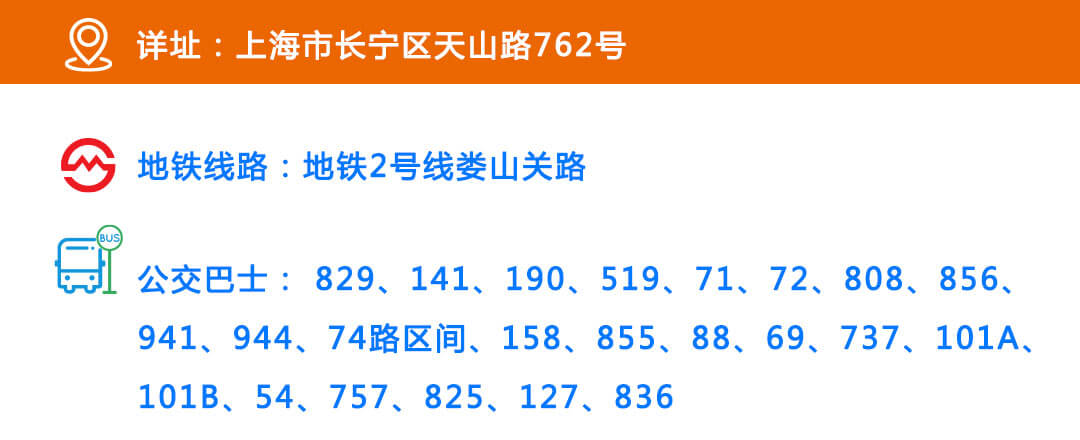 详址：上海市长宁区天山路762号
地铁线路：地铁2号线娄山关路
BUS
公交巴士： 829、141、190、519、71、72、808、856、
941、944、74路区间、158、855、88、69、737、101A、
101B、54、757、825、127、836